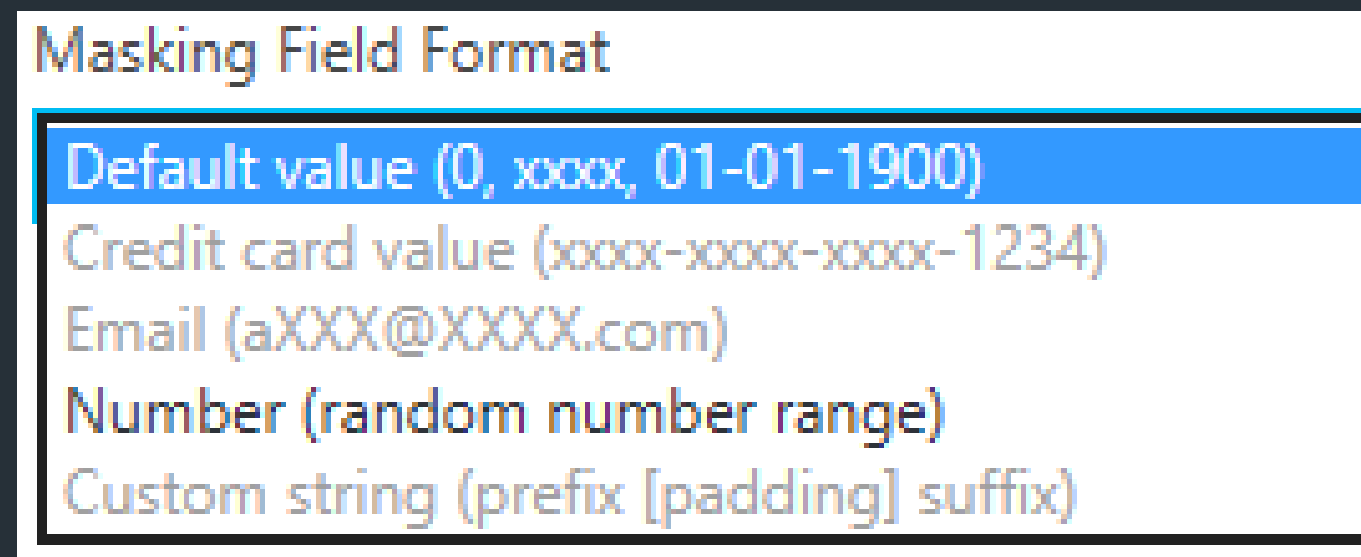 Masking Field Format
Default value (0, xxxx, 01-01-1900)
Credit card value (xxxx-xxxx-xxxx-1234)
Email (aXXX@XXXX.com)
Number (random number range)
Custom string (prefix [padding] suffix)